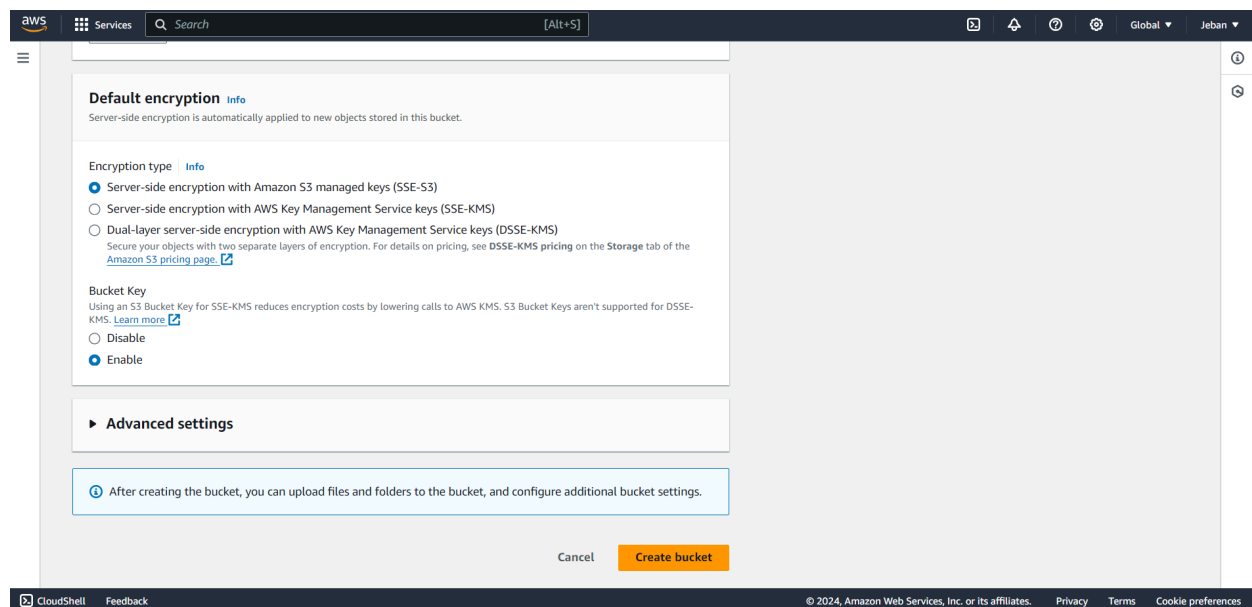 aws
Services
Search
[Alt+S]
Global
Jeban
Default encryption Info
Server-side encryption is automatically applied to new objects stored in this bucket.
Encryption type Info
Server-side encryption with Amazon S3 managed keys (SSE-S3)
Server-side encryption with AWS Key Management Service keys (SSE-KMS)
Dual-layer server-side encryption with AWS Key Management Service keys (DSSE-KMS)
Secure your objects with two separate layers of encryption. For details on pricing, see DSSE-KMS pricing on the Storage tab of the
Amazon S3 pricing page.
Bucket Key
Using an S3 Bucket Key for SSE-KMS reduces encryption costs by lowering calls to AWS KMS. S3 Bucket Keys aren't supported for DSSE-
KMS. Learn more
Disable
Enable
Advanced settings
After creating the bucket, you can upload files and folders to the bucket, and configure additional bucket settings.
Cancel
Create bucket
CloudShell
Feedback
© 2024, Amazon Web Services, Inc. or its affiliates.
Privacy
Terms
Cookie preferences